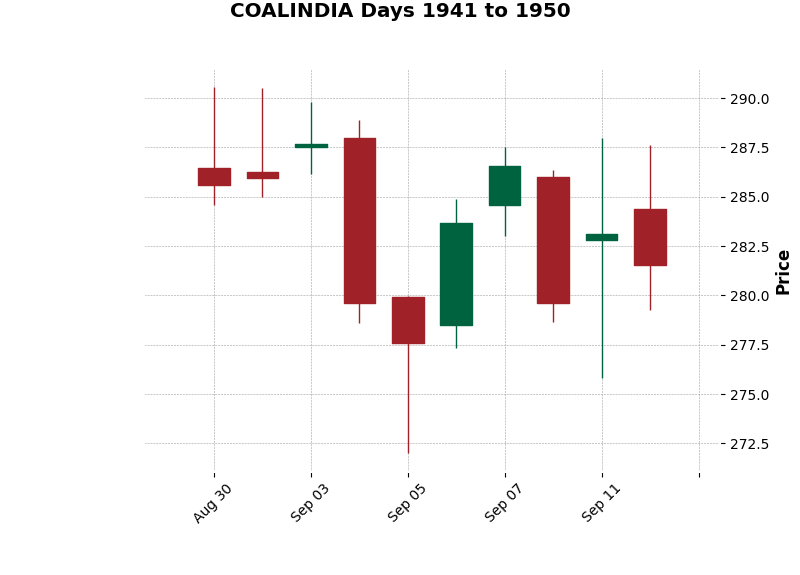 COALINDIA Days 1941 to 1950
290.0
287.5
285.0
282.5
280.0
277.5
275.0
272.5
Price
Aug 30
Sep 03
Sep 05
Sep 07
Sep 11